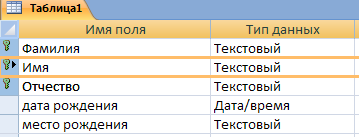 Таблица1
Имя поля Тип данных
Фамилия Текстовый
Имя Текстовый
Отчество Текстовый
дата рождения Дата/время
место рождения Текстовый